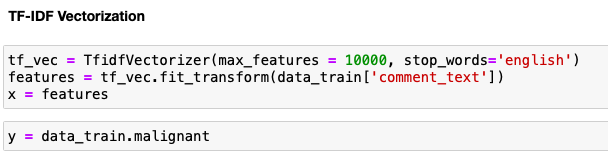 TF-IDF Vectorization
tf_vec = TfidfVectorizer(max_features = 10000, stop_words='english')
features = tf_vec.fit_transform(data_train['comment_text'])
x = features
y = data_train.malignant